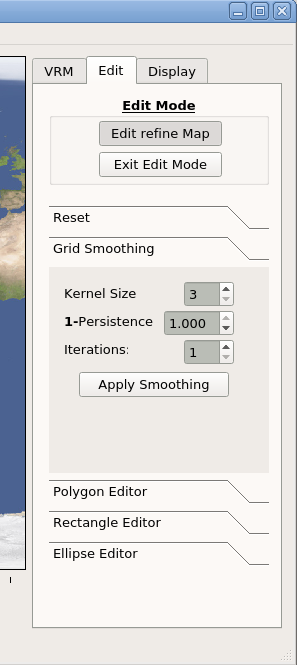 VRM Edit Display
Edit Mode
Edit refine Map
Exit Edit Mode
Reset
Grid Smoothing
Kernel Size 3
1-Persistence 1.000
Iterations: 1
Apply Smoothing
Polygon Editor
Rectangle Editor
Ellipse Editor